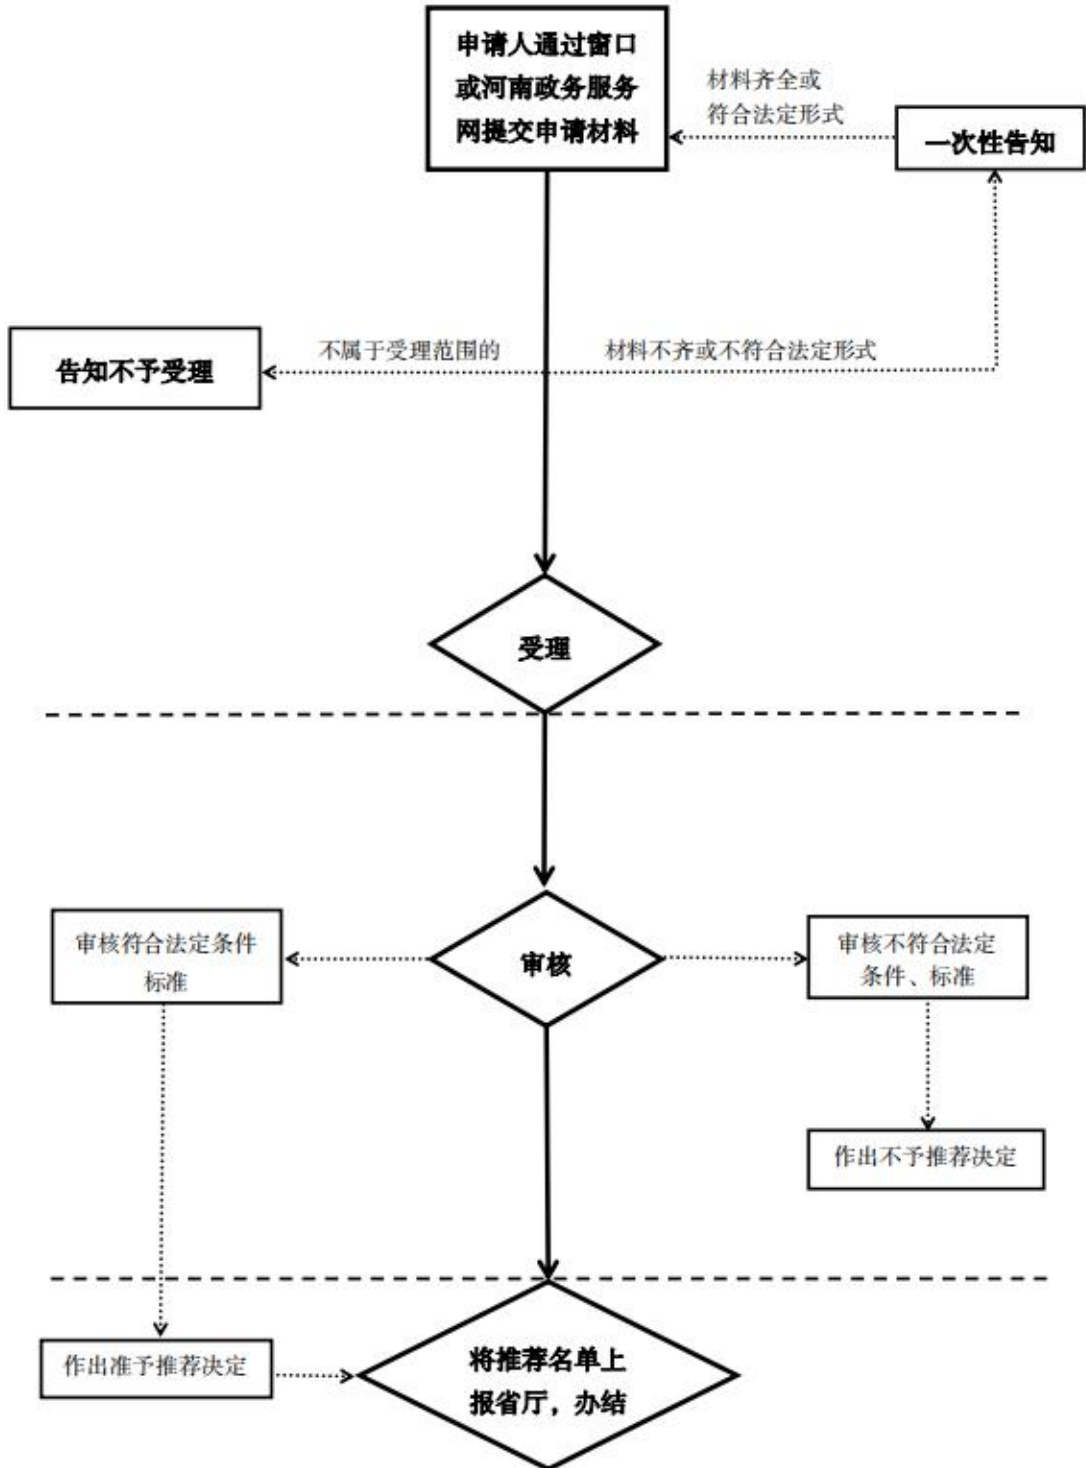 申请人通过窗口
或河南政务服务
网提交申请材料
材料齐全或
符合法定形式
一次性告知
不属于受理范围的
材料不齐或不符合法定形式
告知不予受理
受理
审核符合法定条件
标准
审核
审核不符合法定
条件、标准
作出不予推荐决定
作出准予推荐决定
将推荐名单上
报省厅，办结